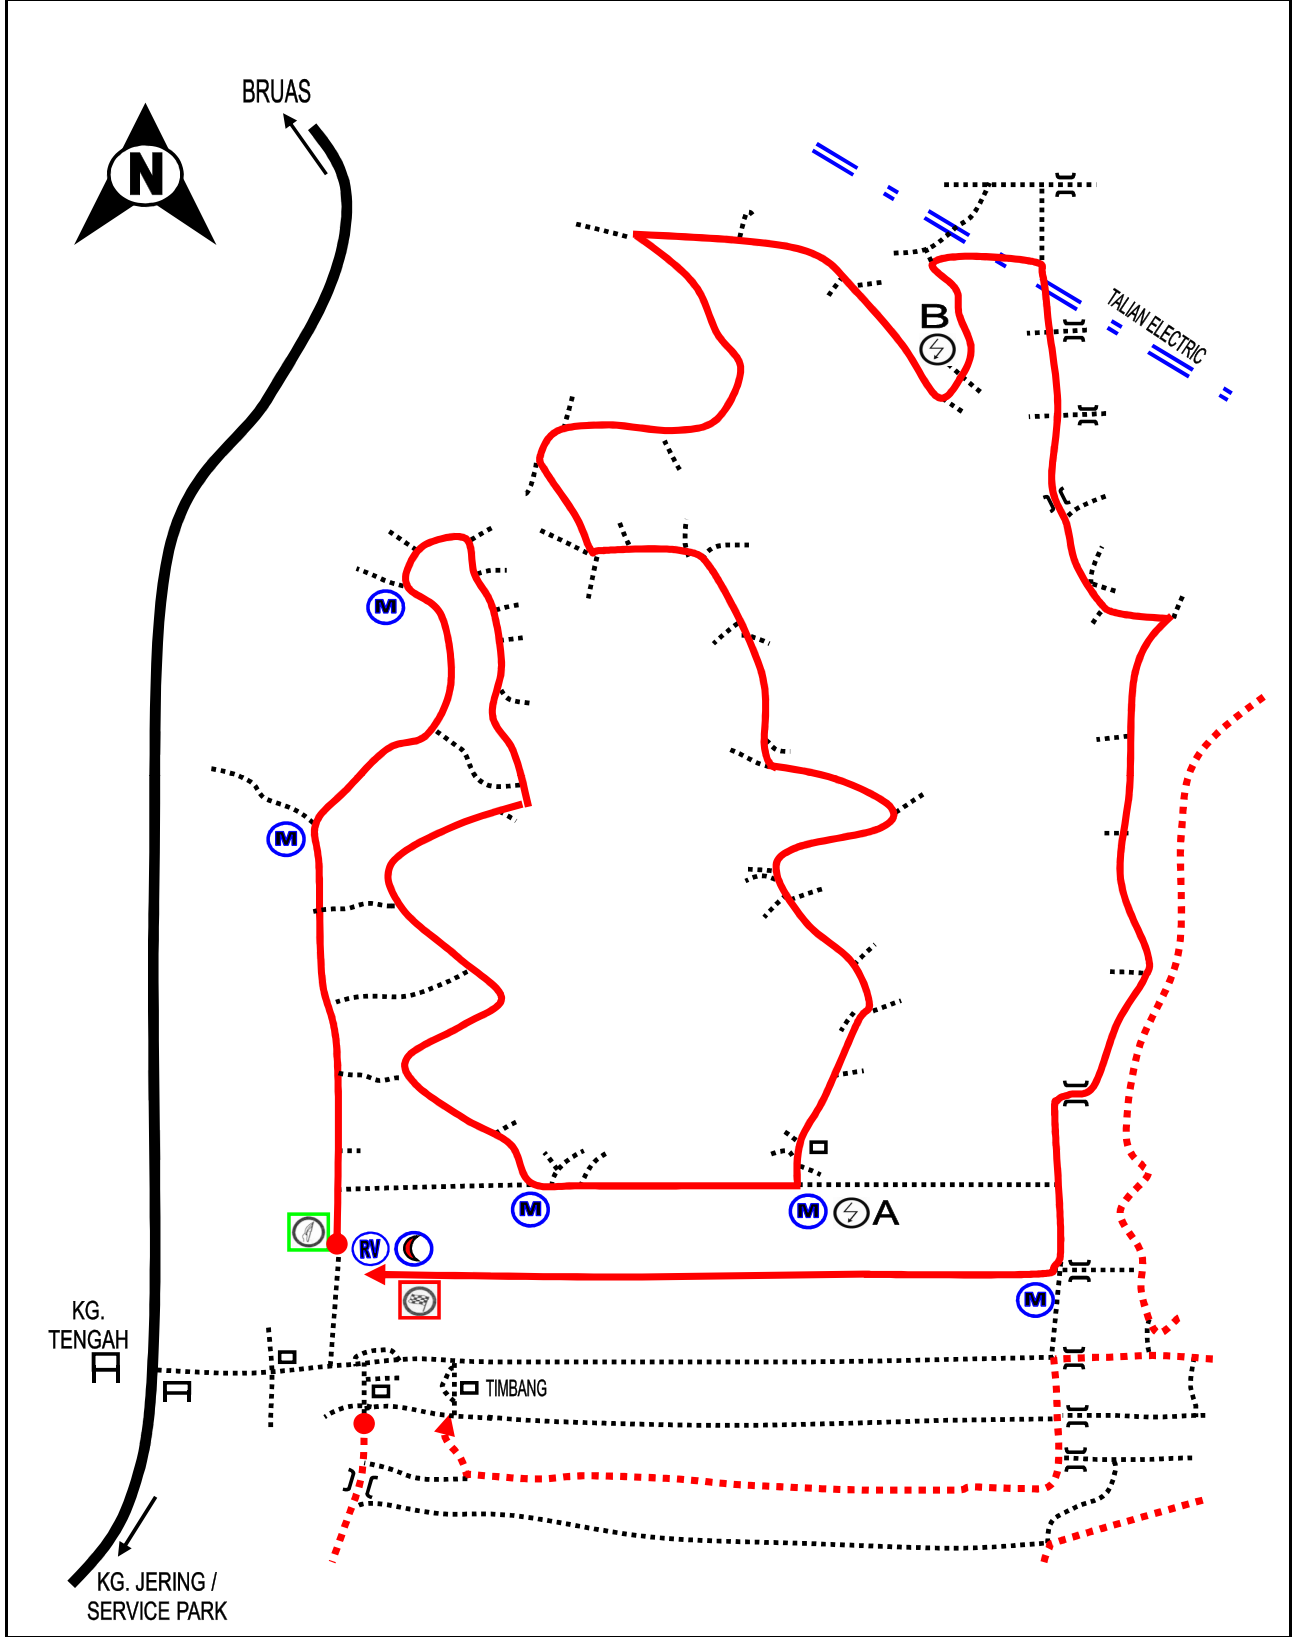 BRUAS
N
TALIAN ELECTRIC
B
M
M
M
M
A
RV
M
KG.
TENGAH
TIMBANG
KG. JERING /
SERVICE PARK